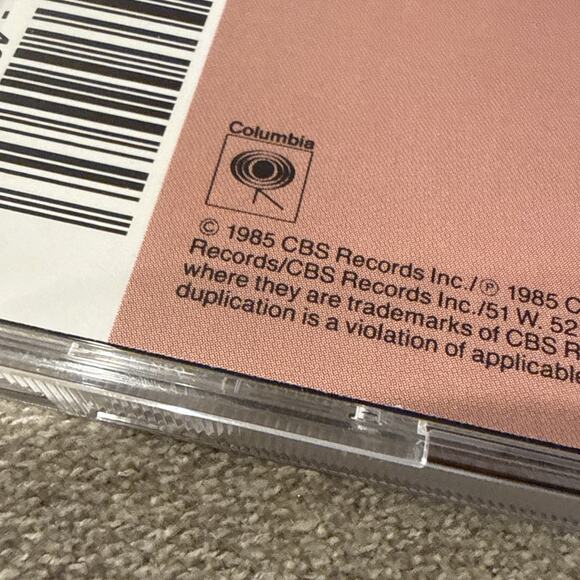 Columbia
© 1985 CBS Records Inc./℗ 1985 C
Records/CBS Records Inc./51 W. 52
where they are trademarks of CBS R
duplication is a violation of applicable